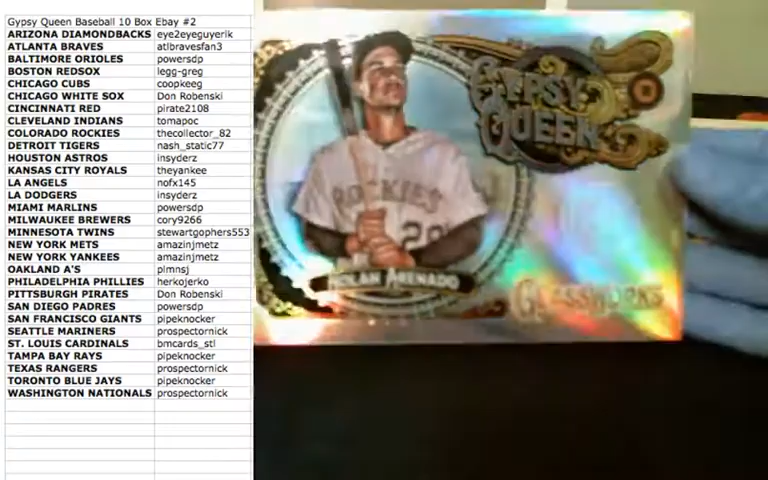 Gypsy Queen Baseball 10 Box Ebay #2
ARIZONA DIAMONDBACKS eye2eyeguyerik
ATLANTA BRAVES atlbravesfan3
BALTIMORE ORIOLES powersdp
BOSTON REDSOX legg-greg
CHICAGO CUBS coopkeeg
CHICAGO WHITE SOX Don Robenski
CINCINNATI RED pirate2108
CLEVELAND INDIANS tomapoc
COLORADO ROCKIES thecollector_82
DETROIT TIGERS nash_static77
HOUSTON ASTROS insyderz
KANSAS CITY ROYALS theyankee
LA ANGELS nofx145
LA DODGERS insyderz
MIAMI MARLINS powersdp
MILWAUKEE BREWERS cory9266
MINNESOTA TWINS stewartgophers553
NEW YORK METS amazinjmetz
NEW YORK YANKEES amazinjmetz
OAKLAND A'S plmnsj
PHILADELPHIA PHILLIES herkojerko
PITTSBURGH PIRATES Don Robenski
SAN DIEGO PADRES powersdp
SAN FRANCISCO GIANTS pipeknocker
SEATTLE MARINERS prospectornick
ST. LOUIS CARDINALS bmcards_stl
TAMPA BAY RAYS pipeknocker
TEXAS RANGERS prospectornick
TORONTO BLUE JAYS pipeknocker
WASHINGTON NATIONALS prospectornick
GYPSY
QUEEN
ROCKIES
28
NOLAN ARENADO
GLASSWORKS